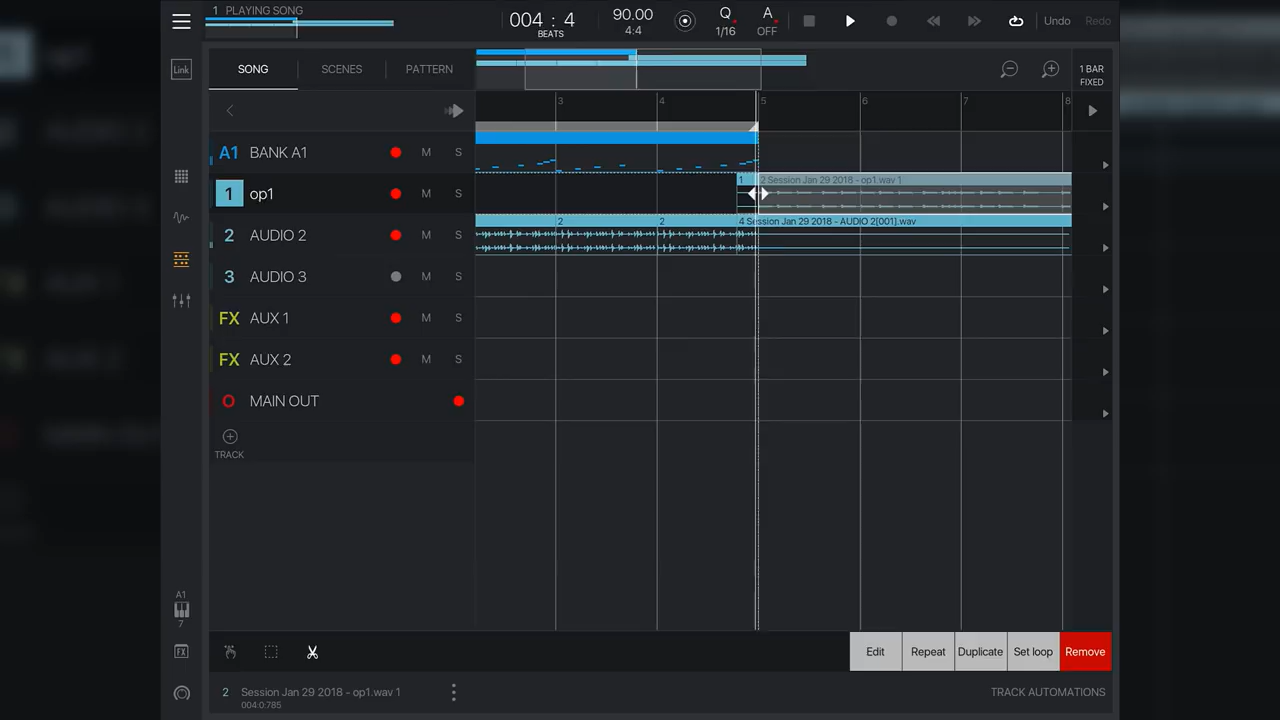 1 PLAYING SONG
004 : 4
BEATS
90.00
4:4
Q
1/16
A
OFF
Undo
Redo
Link
SONG
SCENES
PATTERN
1 BAR
FIXED
3
4
5
6
7
8
A1 BANK A1
M S
1 op1
M S
1
2 Session Jan 29 2018 - op1.wav 1
2 AUDIO 2
M S
2
2
4 Session Jan 29 2018 - AUDIO 2[001].wav
3 AUDIO 3
M S
FX AUX 1
M S
FX AUX 2
M S
O MAIN OUT
TRACK
A1
7
FX
Edit
Repeat
Duplicate
Set loop
Remove
2 Session Jan 29 2018 - op1.wav 1
004:0:785
TRACK AUTOMATIONS